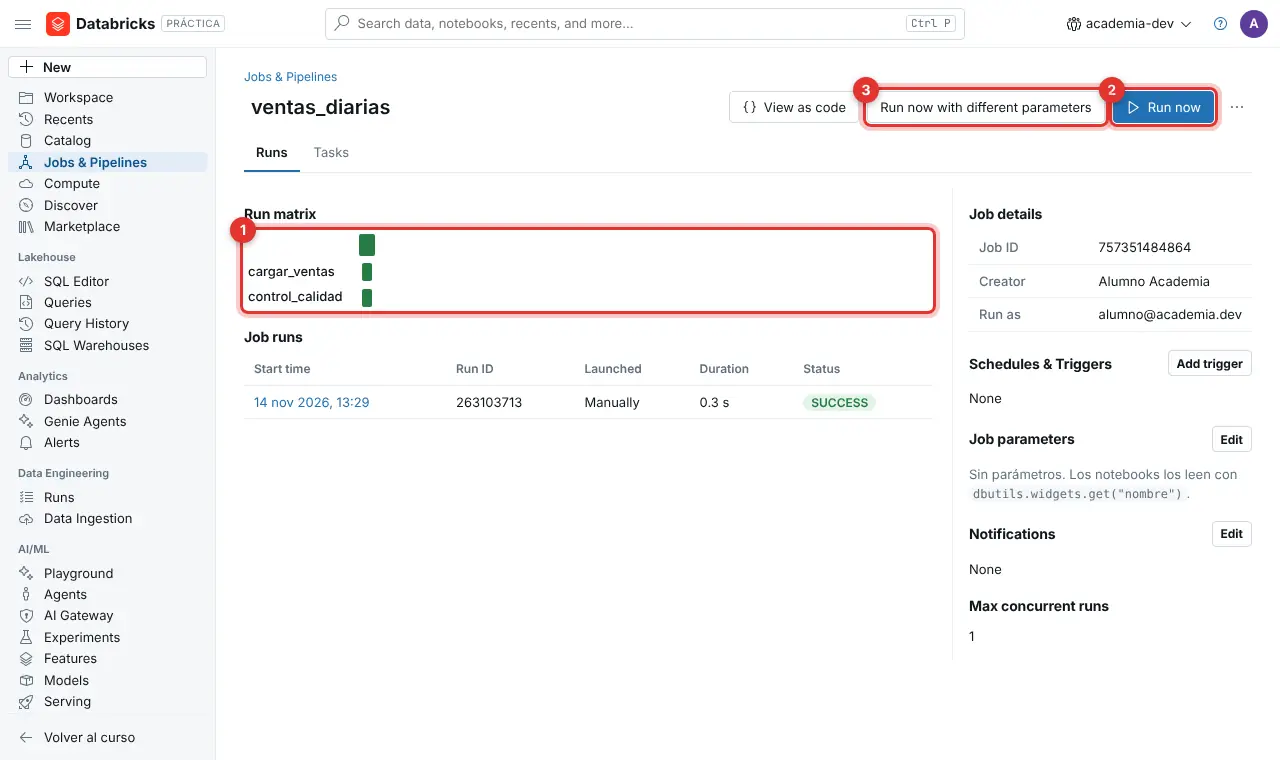 Databricks PRÁCTICA
Search data, notebooks, recents, and more... Ctrl P
academia-dev
? A
New
Workspace
Recents
Catalog
Jobs & Pipelines
Compute
Discover
Marketplace
Lakehouse
SQL Editor
Queries
Query History
SQL Warehouses
Analytics
Dashboards
Genie Agents
Alerts
Data Engineering
Runs
Data Ingestion
AI/ML
Playground
Agents
AI Gateway
Experiments
Features
Models
Serving
Volver al curso
Jobs & Pipelines
ventas_diarias
{} View as code
3
Run now with different parameters
2
Run now
...
Runs Tasks
Run matrix
1
cargar_ventas
control_calidad
Job runs
Start time Run ID Launched Duration Status
14 nov 2026, 13:29 263103713 Manually 0.3 s SUCCESS
Job details
Job ID 757351484864
Creator Alumno Academia
Run as alumno@academia.dev
Schedules & Triggers Add trigger
None
Job parameters Edit
Sin parámetros. Los notebooks los leen con
dbutils.widgets.get("nombre") .
Notifications Edit
None
Max concurrent runs
1